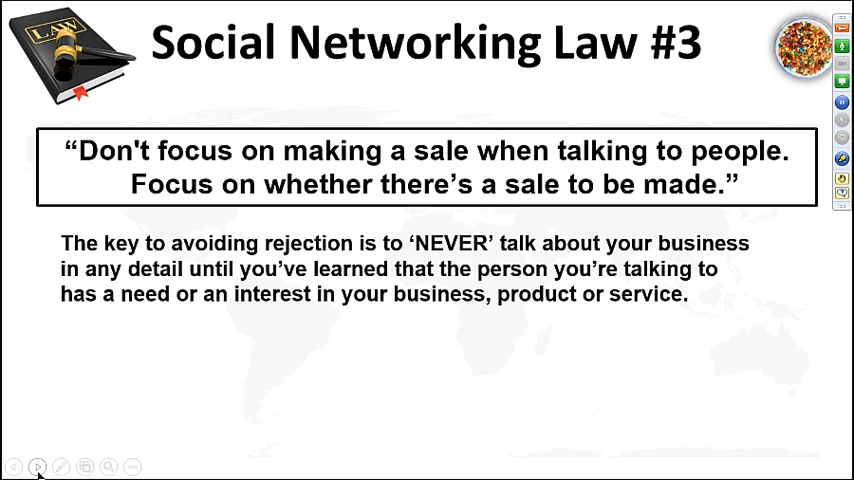 LAW
Social Networking Law #3
“Don't focus on making a sale when talking to people.
Focus on whether there’s a sale to be made.”
The key to avoiding rejection is to ‘NEVER’ talk about your business
in any detail until you’ve learned that the person you’re talking to
has a need or an interest in your business, product or service.